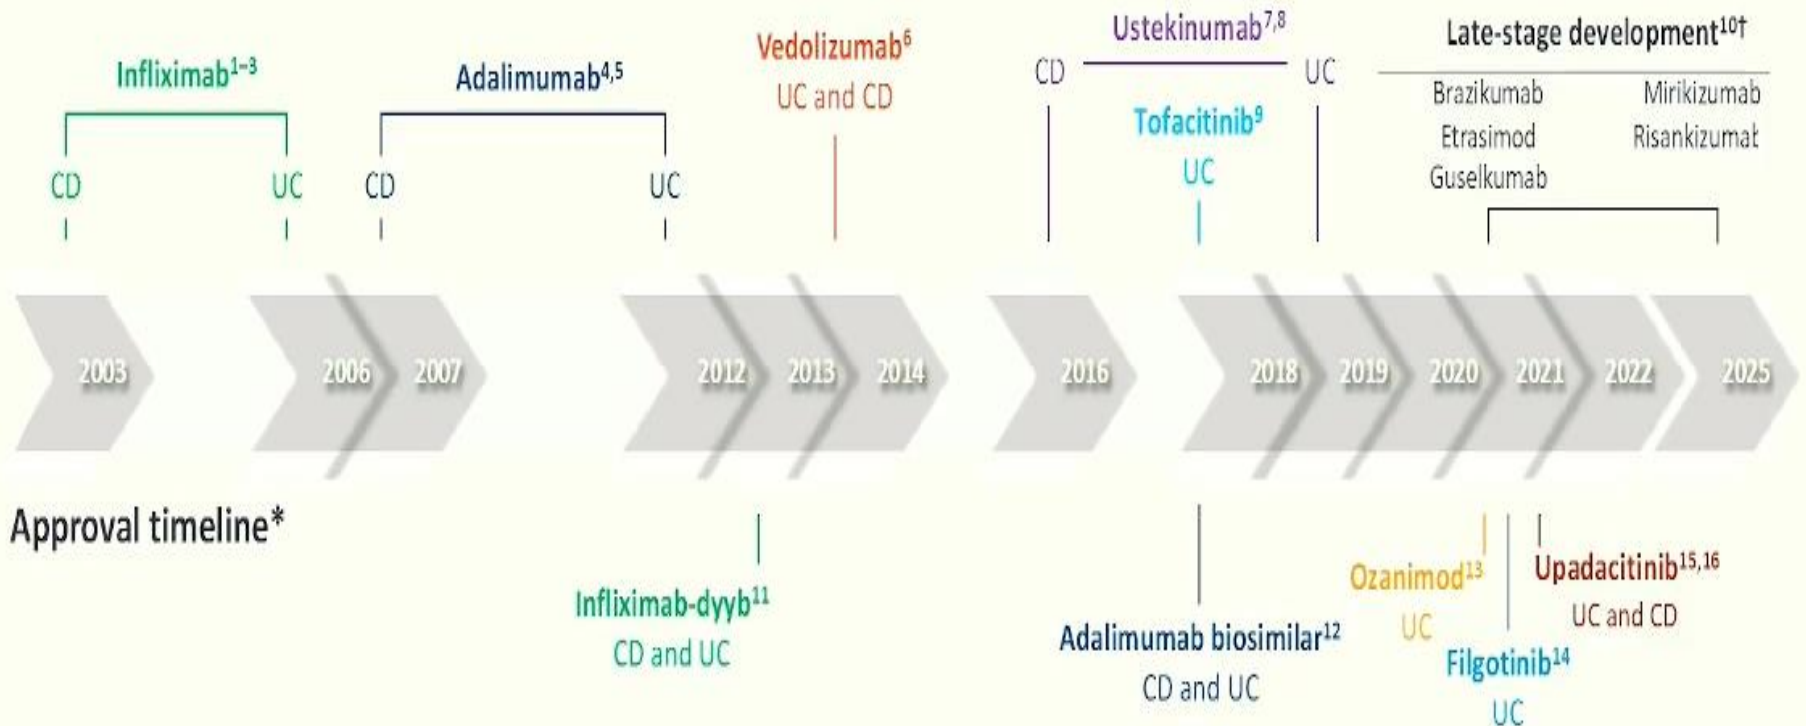 Infliximab¹⁻³
CD
UC
Adalimumab⁴,⁵
CD
UC
Vedolizumab⁶
UC and CD
Ustekinumab⁷,⁸
CD
UC
Tofacitinib⁹
UC
Late-stage development¹⁰†
Brazikumab
Mirikizumab
Etrasimod
Risankizumat
Guselkumab
2003
2006
2007
2012
2013
2014
2016
2018
2019
2020
2021
2022
2025
Approval timeline*
Infliximab-dyyb¹¹
CD and UC
Adalimumab biosimilar¹²
CD and UC
Ozanimod¹³
UC
Filgotinib¹⁴
UC
Upadacitinib¹⁵,¹⁶
UC and CD